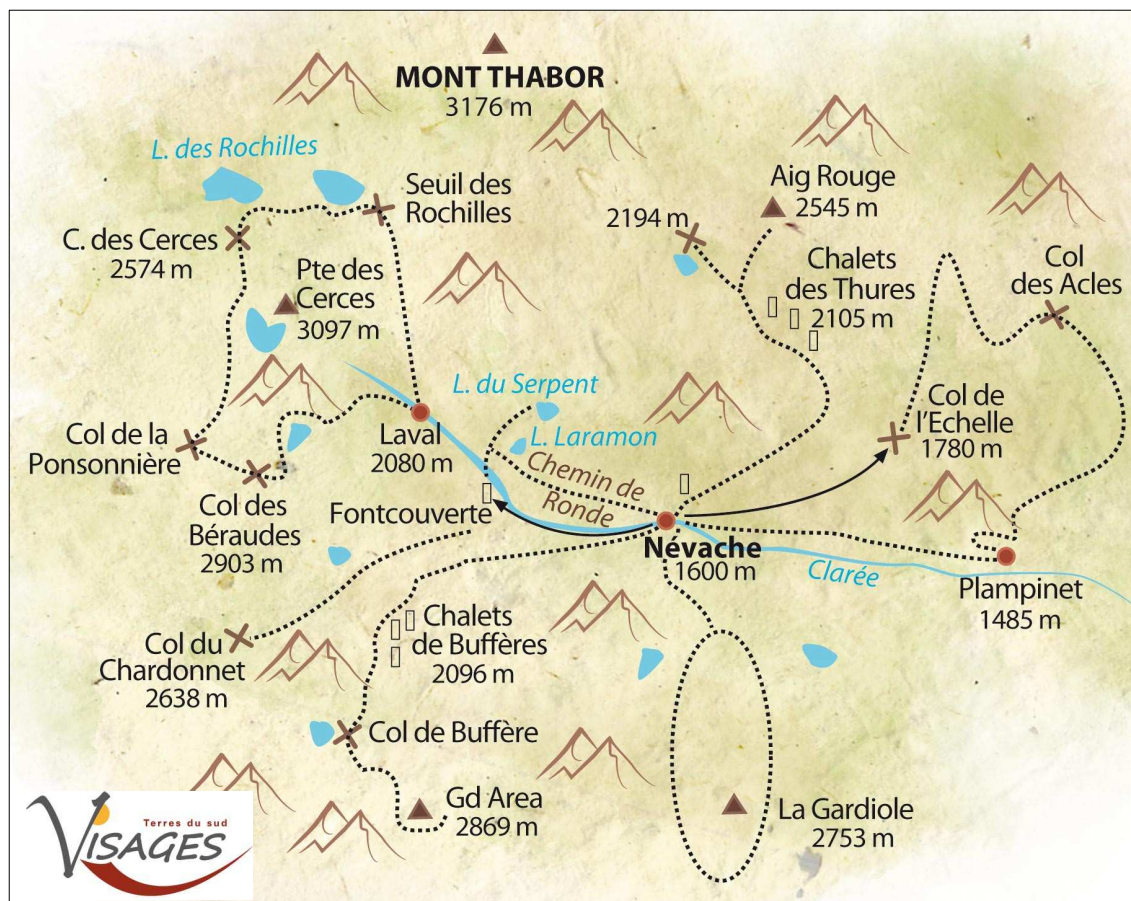 MONT THABOR
3176 m
L. des Rochilles
Seuil des
Rochilles
Aig Rouge
2545 m
2194 m
C. des Cerces
2574 m
Pte des
Cerces
3097 m
Chalets
des Thures
2105 m
Col
des Acles
L. du Serpent
L. Laramon
Col de
l'Echelle
1780 m
Laval
2080 m
Col de la
Ponsonnière
Chemin de
Ronde
Col des
Béraudes
2903 m
Fontcouverte
Névache
1600 m
Clarée
Plampinet
1485 m
Col du
Chardonnet
2638 m
Chalets
de Buffères
2096 m
Col de Buffère
Gd Area
2869 m
La Gardiole
2753 m
Terres du sud
VISAGES